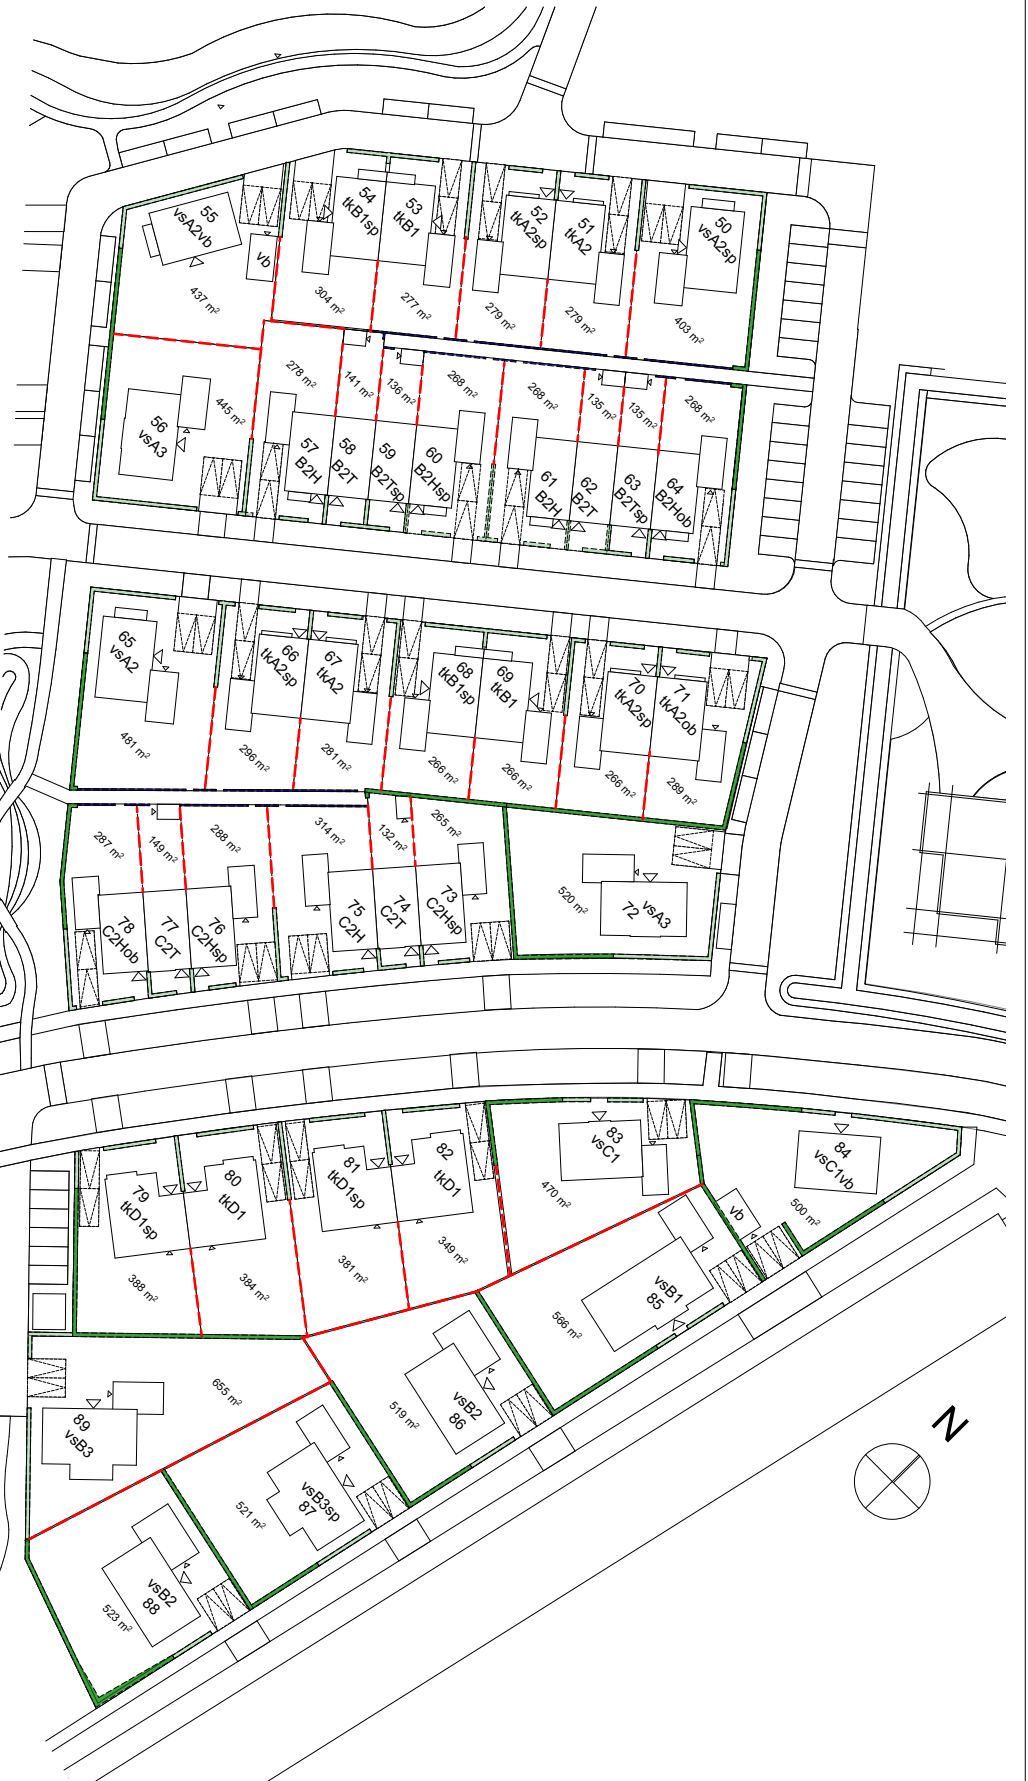 55
vsA2vb
vb
437 m²
54
tkB1sp
304 m²
53
tkB1
277 m²
52
tkA2sp
279 m²
51
tkA2
279 m²
50
vsA2sp
403 m²
56
vsA3
445 m²
278 m²
57
B2H
141 m²
58
B2T
136 m²
59
B2Tsp
268 m²
60
B2Hsp
268 m²
61
B2H
135 m²
62
B2T
135 m²
63
B2Tsp
268 m²
64
B2Hob
65
vsA2
481 m²
66
tkA2sp
296 m²
67
tkA2
281 m²
68
tkB1sp
266 m²
69
tkB1
266 m²
70
tkA2sp
266 m²
71
tkA2ob
289 m²
287 m²
78
C2Hob
149 m²
77
C2T
288 m²
76
C2Hsp
314 m²
75
C2H
132 m²
74
C2T
265 m²
73
C2Hsp
520 m²
72
vsA3
79
tkD1sp
388 m²
80
tkD1
384 m²
81
tkD1sp
381 m²
82
tkD1
349 m²
83
vsC1
470 m²
84
vsC1vb
500 m²
vb
vsB1
85
566 m²
vsB2
86
519 m²
655 m²
89
vsB3
vsB3sp
87
521 m²
vsB2
88
523 m²
N